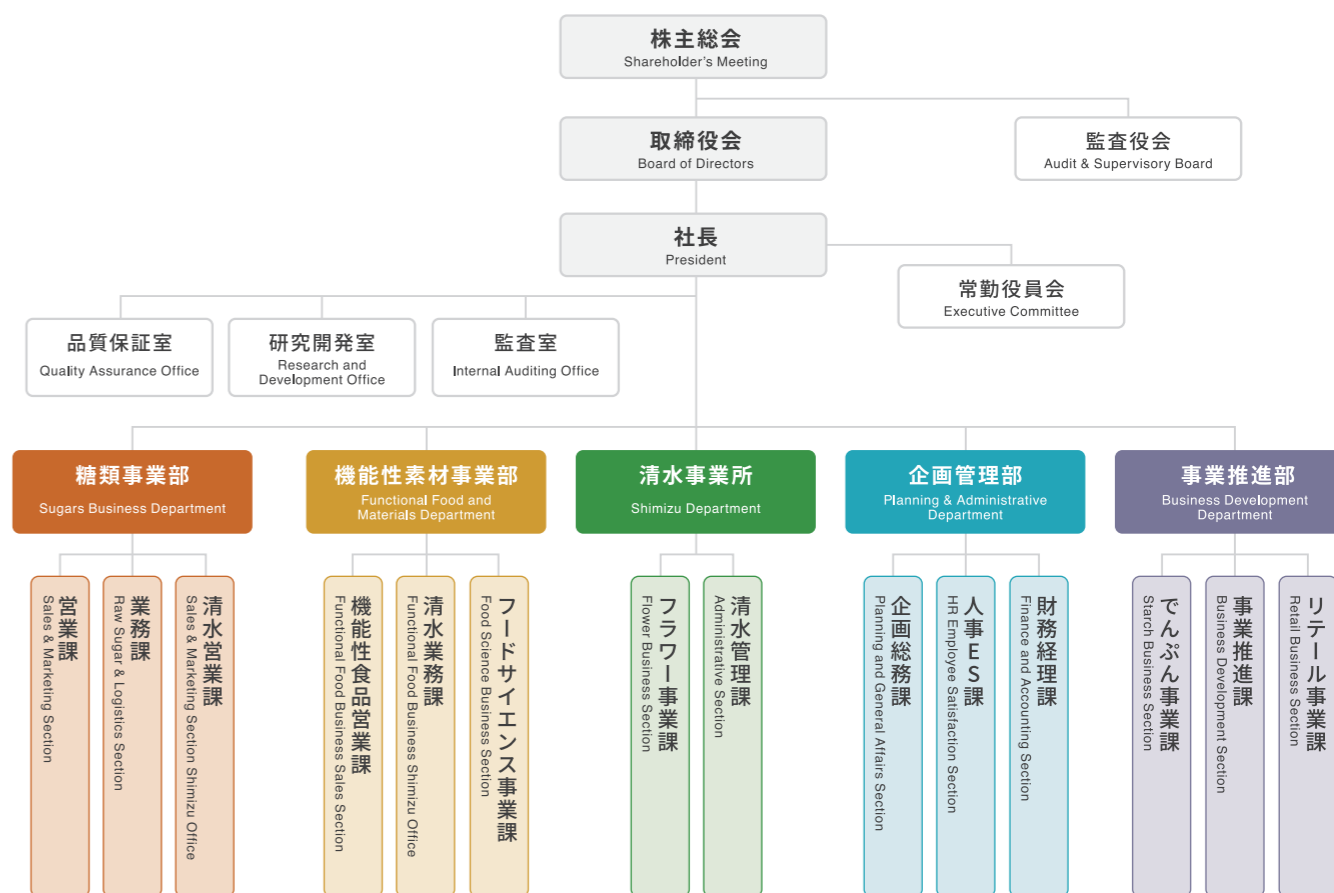 株主総会
Shareholder's Meeting
取締役会
Board of Directors
監査役会
Audit & Supervisory Board
社長
President
常勤役員会
Executive Committee
品質保証室
Quality Assurance Office
研究開発室
Research and
Development Office
監査室
Internal Auditing Office
糖類事業部
Sugars Business Department
機能性素材事業部
Functional Food and
Materials Department
清水事業所
Shimizu Department
企画管理部
Planning & Administrative
Department
事業推進部
Business Development
Department
営業課
Sales & Marketing Section
業務課
Raw Sugar & Logistics Section
清水営業課
Sales & Marketing Section Shimizu Office
機能性食品営業課
Functional Food Business Sales Section
清水業務課
Functional Food Business Shimizu Office
フードサイエンス事業課
Food Science Business Section
フラワー事業課
Flower Business Section
清水管理課
Administrative Section
企画総務課
Planning and General Affairs Section
人事ES課
HR Employee Satisfaction Section
財務経理課
Finance and Accounting Section
でんぷん事業課
Starch Business Section
事業推進課
Business Development Section
リテール事業課
Retail Business Section